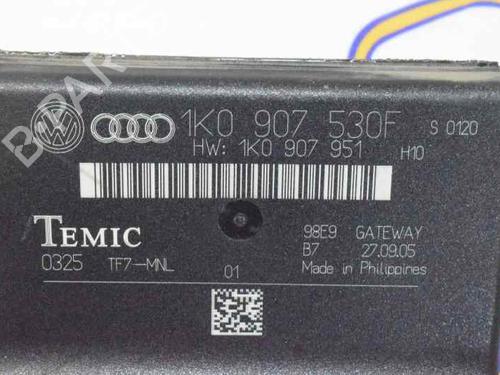 1K0 907 530F S 0120
HW: 1K0 907 951 H10
TEMIC
0325 TF7-MNL 01
98E9 GATEWAY
B7 27.09.05
Made in Philippines
B-PARTS